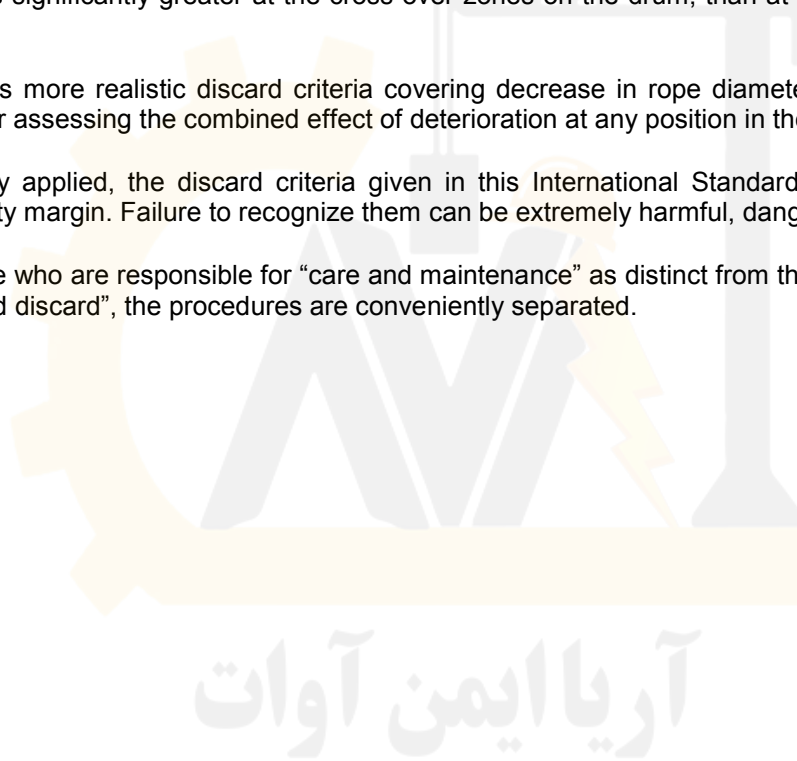 significantly greater at the cross-over zones on the drum, than at
s more realistic discard criteria covering decrease in rope diamete
r assessing the combined effect of deterioration at any position in the
y applied, the discard criteria given in this International Standard
ty margin. Failure to recognize them can be extremely harmful, dang
e who are responsible for “care and maintenance” as distinct from th
d discard”, the procedures are conveniently separated.
آریا ایمن آوات